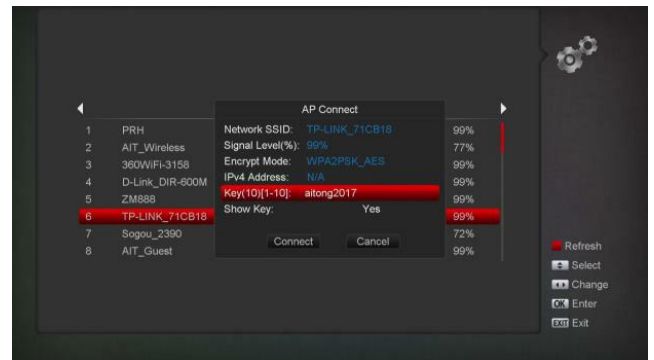 AP Connect
Network SSID: TP-LINK_71CB18
Signal Level(%): 99%
Encrypt Mode: WPA2PSK_AES
IPv4 Address: N/A
Key(10)[1-10]: aitong2017
Show Key: Yes
Connect Cancel
1 PRH 99%
2 AIT_Wireless 77%
3 360WiFi-3158 99%
4 D-Link_DIR-600M 99%
5 ZM888 99%
6 TP-LINK_71CB18 99%
7 Sogou_2390 72%
8 AIT_Guest 99%
Refresh
Select
Change
OK Enter
EXIT Exit